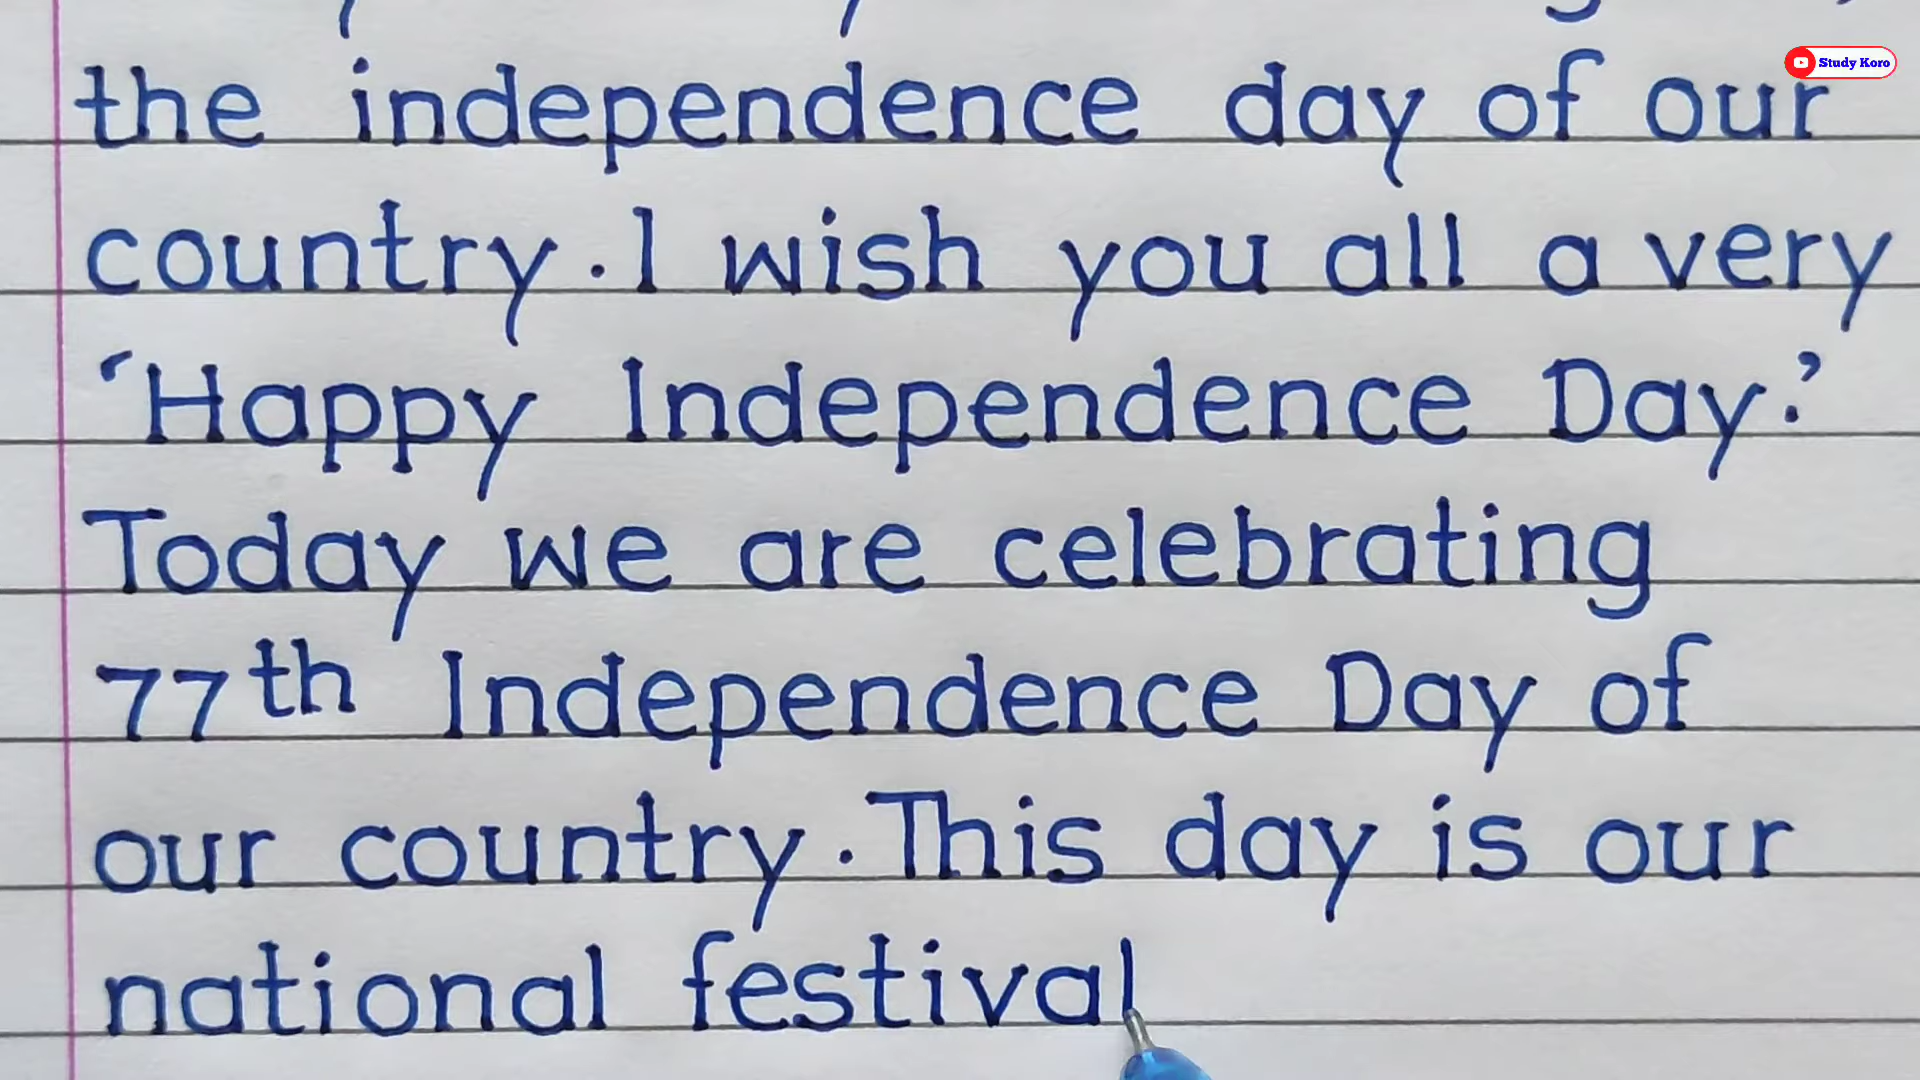 Study Koro
the independence day of our
country. I wish you all a very
‘Happy Independence Day.’
Today we are celebrating
77th Independence Day of
our country. This day is our
national festival